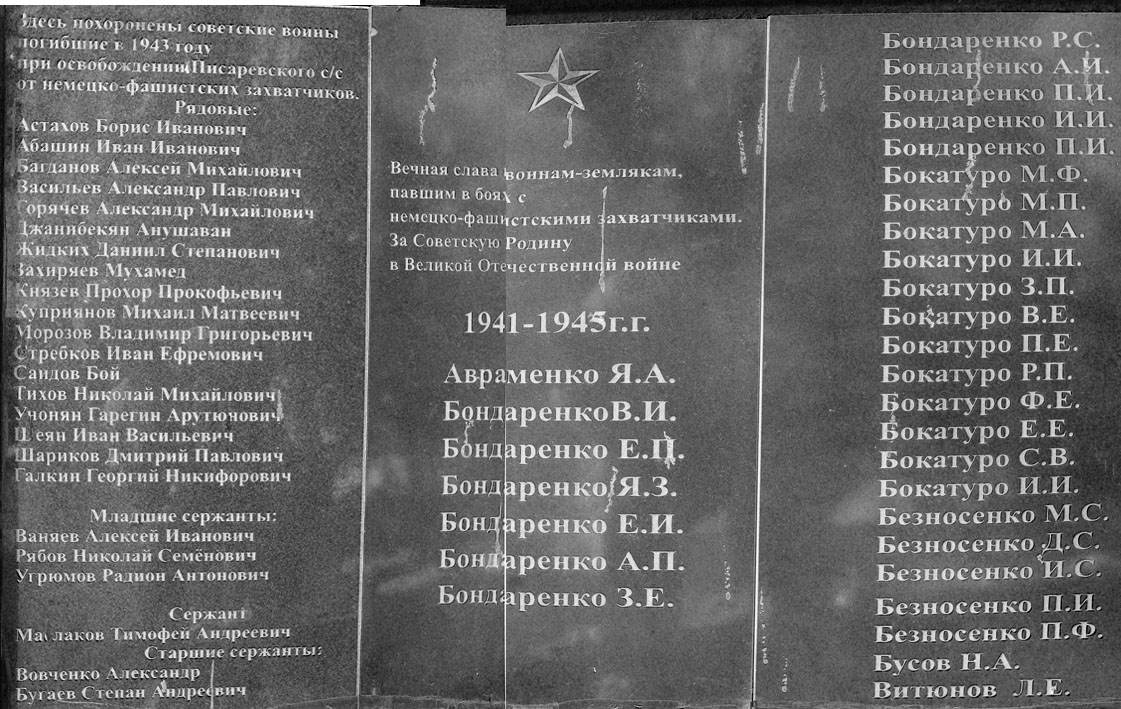 Здесь похоронены советские воины
погибшие в 1943 году
при освобождении Писаревского с/с
от немецко-фашистских захватчиков.
Рядовые:
Астахов Борис Иванович
Абашин Иван Иванович
Багданов Алексей Михайлович
Васильев Александр Павлович
Горячев Александр Михайлович
Джанибекян Анушаван
Жидких Даниил Степанович
Захиряев Мухамед
Князев Прохор Прокофьевич
Куприянов Михаил Матвеевич
Морозов Владимир Григорьевич
Стребков Иван Ефремович
Саидов Бой
Тихов Николай Михайлович
Учонян Гарегин Арутючович
Иван Васильевич
Шариков Дмитрий Павлович
Галкин Георгий Никифорович
Младшие сержанты:
Ваняев Алексей Иванович
Рябов Николай Семёнович
Угрюмов Радион Антонович
Сержант
Маслаков Тимофей Андреевич
Старшие сержанты:
Вовченко Александр
Бугаев Степан Андреевич
Вечная слава воинам-землякам,
павшим в боях с
немецко-фашистскими захватчиками.
За Советскую Родину
в Великой Отечественной войне
1941-1945г.г.
Авраменко Я.А.
Бондаренко В.И.
Бондаренко Е.П.
Бондаренко Я.З.
Бондаренко Е.И.
Бондаренко А.П.
Бондаренко З.Е.
Бондаренко Р.С.
Бондаренко А.И.
Бондаренко П.И.
Бондаренко И.И.
Бондаренко П.И.
Бокатуро М.Ф.
Бокатуро М.П.
Бокатуро М.А.
Бокатуро И.И.
Бокатуро З.П.
Бокатуро В.Е.
Бокатуро П.Е.
Бокатуро Р.П.
Бокатуро Ф.Е.
Бокатуро Е.Е.
Бокатуро С.В.
Бокатуро И.И.
Безносенко М.С.
Безносенко Д.С.
Безносенко И.С.
Безносенко П.И.
Безносенко П.Ф.
Бусов Н.А.
Витюнов Л.Е.